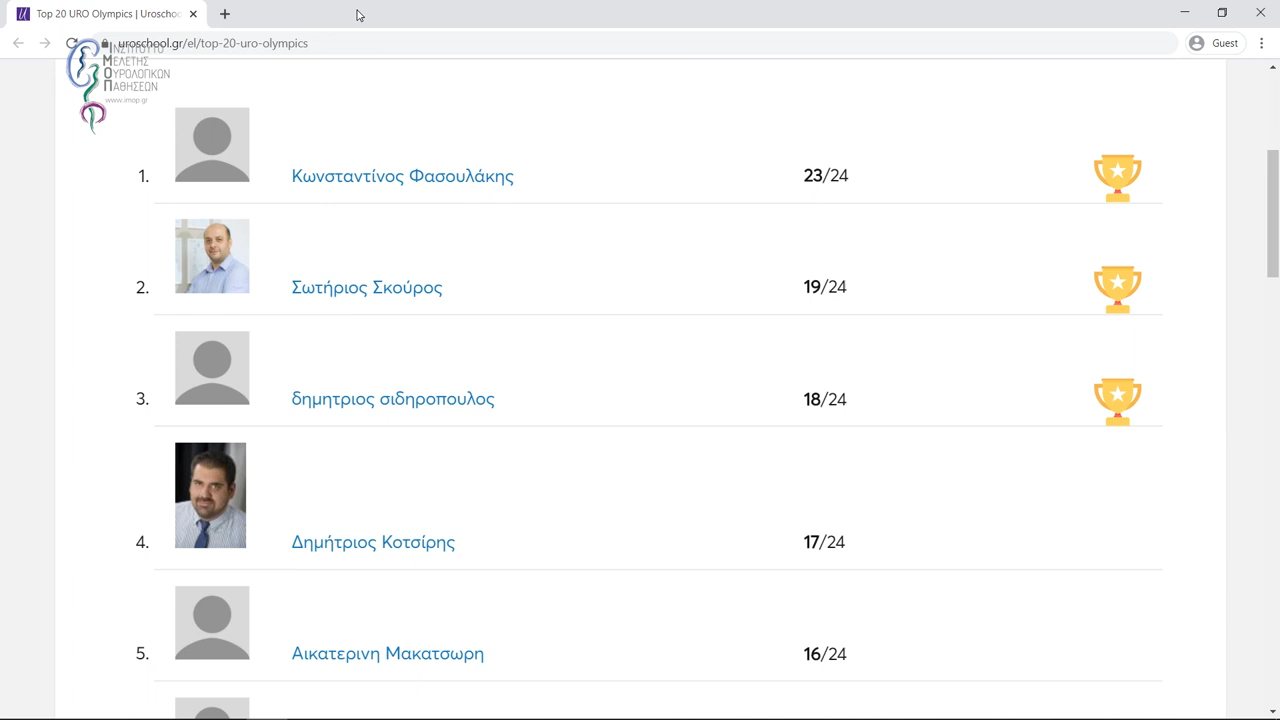 Top 20 URO Olympics | Uroschoo
uroschool.gr/el/top-20-uro-olympics
Guest
ΙΝΣΤΙΤΟΥΤΟ
ΜΕΛΕΤΗΣ
ΟΥΡΟΛΟΓΙΚΩΝ
ΠΑΘΗΣΕΩΝ
www.imop.gr
1. Κωνσταντίνος Φασουλάκης 23/24
2. Σωτήριος Σκούρος 19/24
3. δημητριος σιδηροπουλος 18/24
4. Δημήτριος Κοτσίρης 17/24
5. Αικατερινη Μακατσωρη 16/24